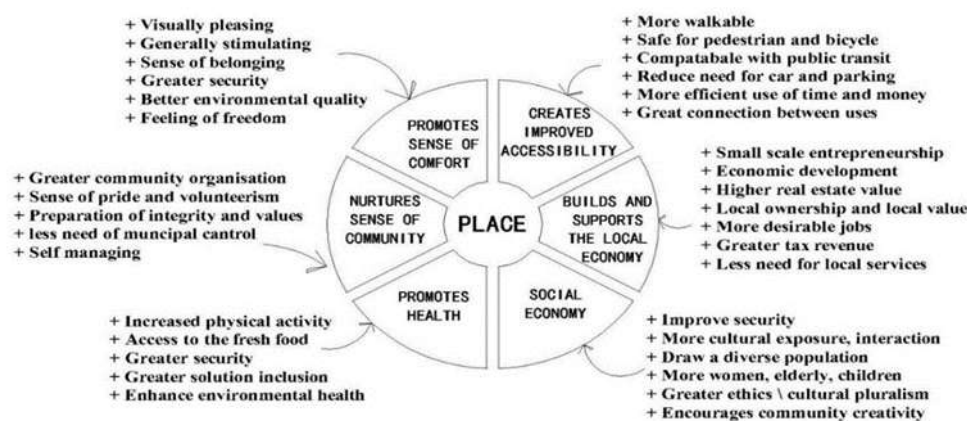 + Visually pleasing
+ Generally stimulating
+ Sense of belonging
+ Greater security
+ Better environmental quality
+ Feeling of freedom
+ More walkable
+ Safe for pedestrian and bicycle
+ Compatabale with public transit
+ Reduce need for car and parking
+ More efficient use of time and money
+ Great connection between uses
PROMOTES
SENSE OF
COMFORT
CREATES
IMPROVED
ACCESSIBILITY
+ Greater community organisation
+ Sense of pride and volunteerism
+ Preparation of integrity and values
+ less need of muncipal cantrol
+ Self managing
NURTURES
SENSE OF
COMMUNITY
PLACE
BUILDS AND
SUPPORTS
THE LOCAL
ECONOMY
+ Small scale entrepreneurship
+ Economic development
+ Higher real estate value
+ Local ownership and local value
+ More desirable jobs
+ Greater tax revenue
+ Less need for local services
PROMOTES
HEALTH
SOCIAL
ECONOMY
+ Increased physical activity
+ Access to the fresh food
+ Greater security
+ Greater solution inclusion
+ Enhance environmental health
+ Improve security
+ More cultural exposure, interaction
+ Draw a diverse population
+ More women, elderly, children
+ Greater ethics \ cultural pluralism
+ Encourages community creativity